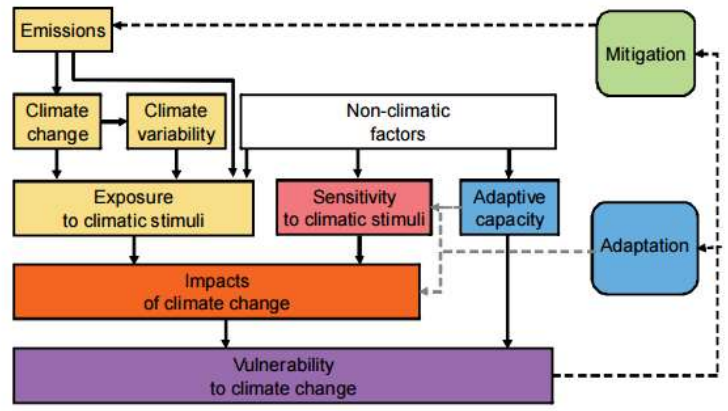 Emissions
Mitigation
Climate
change
Climate
variability
Non-climatic
factors
Exposure
to climatic stimuli
Sensitivity
to climatic stimuli
Adaptive
capacity
Adaptation
Impacts
of climate change
Vulnerability
to climate change